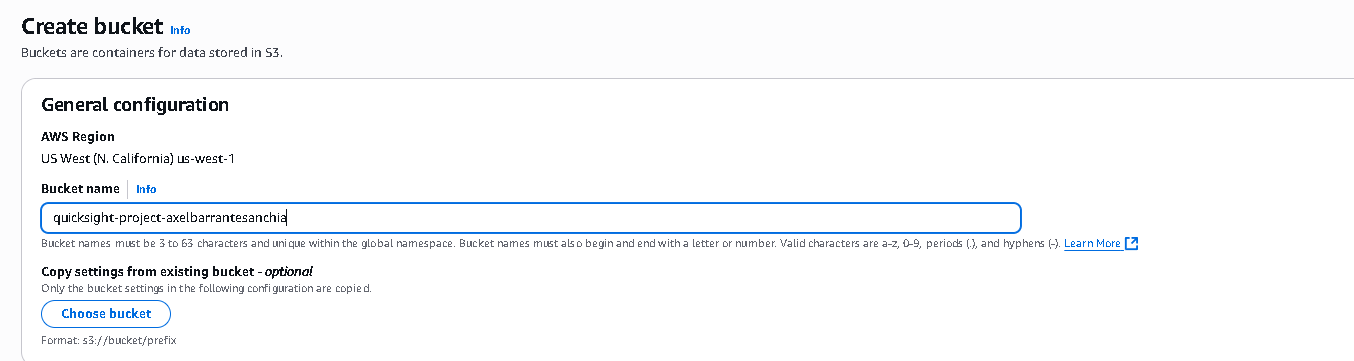 Create bucket Info
Buckets are containers for data stored in S3.
General configuration
AWS Region
US West (N. California) us-west-1
Bucket name Info
quicksight-project-axelbarrantesanchia
Bucket names must be 3 to 63 characters and unique within the global namespace. Bucket names must also begin and end with a letter or number. Valid characters are a-z, 0-9, periods (.), and hyphens (-). Learn More
Copy settings from existing bucket - optional
Only the bucket settings in the following configuration are copied.
Choose bucket
Format: s3://bucket/prefix